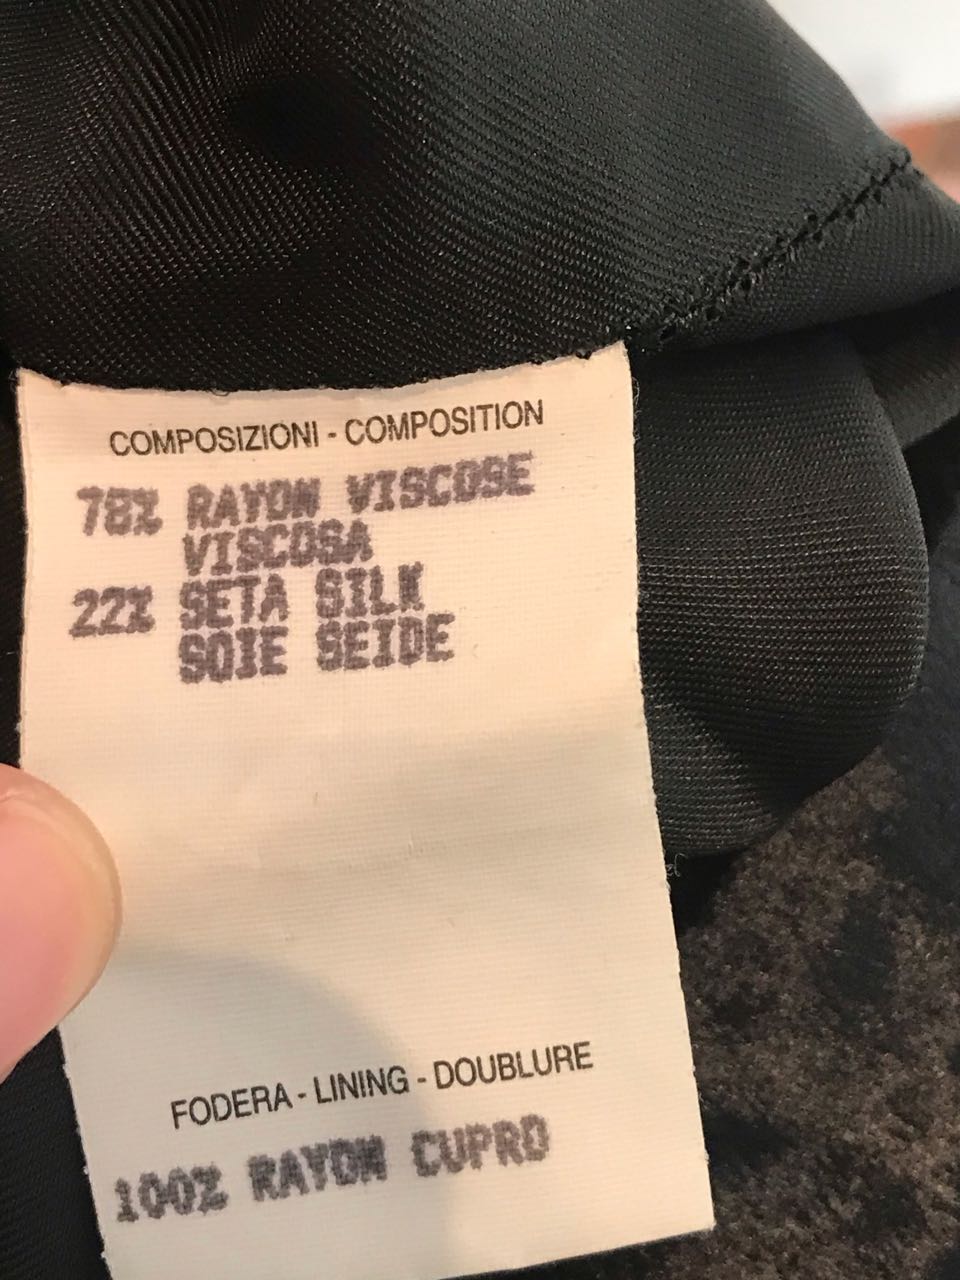 COMPOSIZIONI - COMPOSITION
78% RAYON VISCOSE
VISCOSA
22% SETA SILK
SOIE SEIDE
FODERA - LINING - DOUBLURE
100% RAYON CUPRO